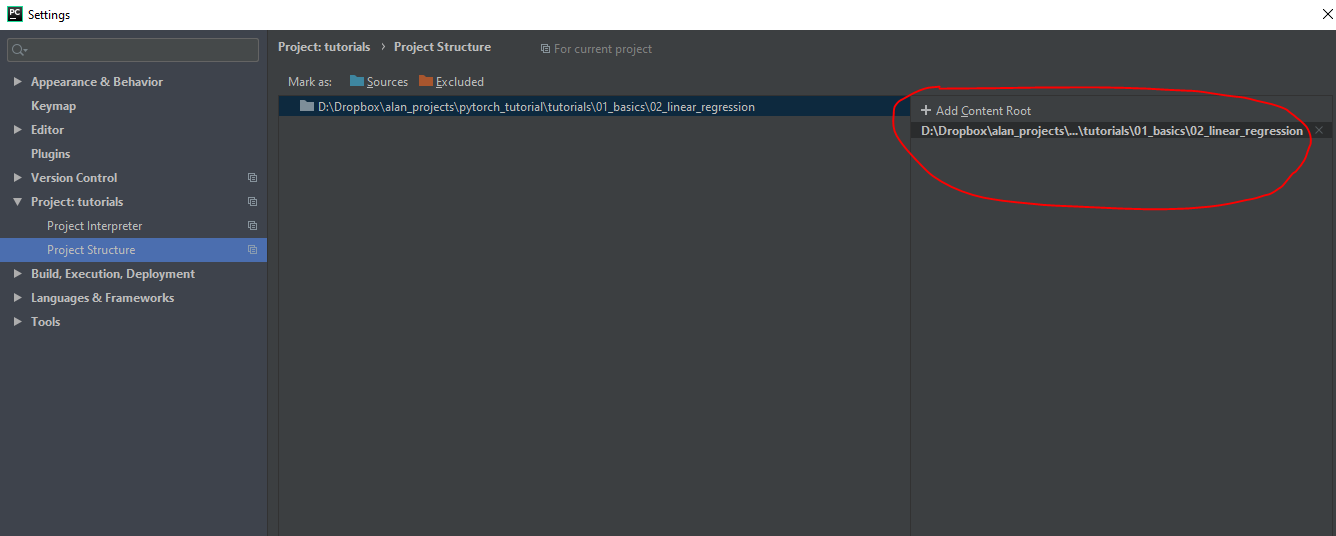 PC Settings
Project: tutorials › Project Structure For current project
Mark as: Sources Excluded
Appearance & Behavior
Keymap
Editor
Plugins
Version Control
Project: tutorials
Project Interpreter
Project Structure
Build, Execution, Deployment
Languages & Frameworks
Tools
D:\Dropbox\alan_projects\pytorch_tutorial\tutorials\01_basics\02_linear_regression
+ Add Content Root
D:\Dropbox\alan_projects\...\tutorials\01_basics\02_linear_regression